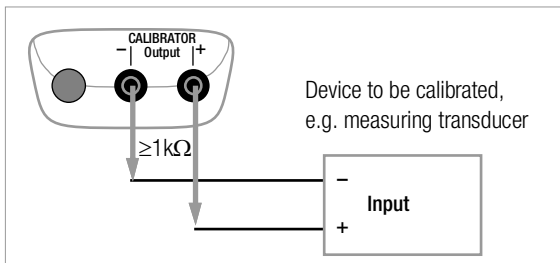 CALIBRATOR
– Output +
Device to be calibrated,
e.g. measuring transducer
≥1kΩ
–
Input
+